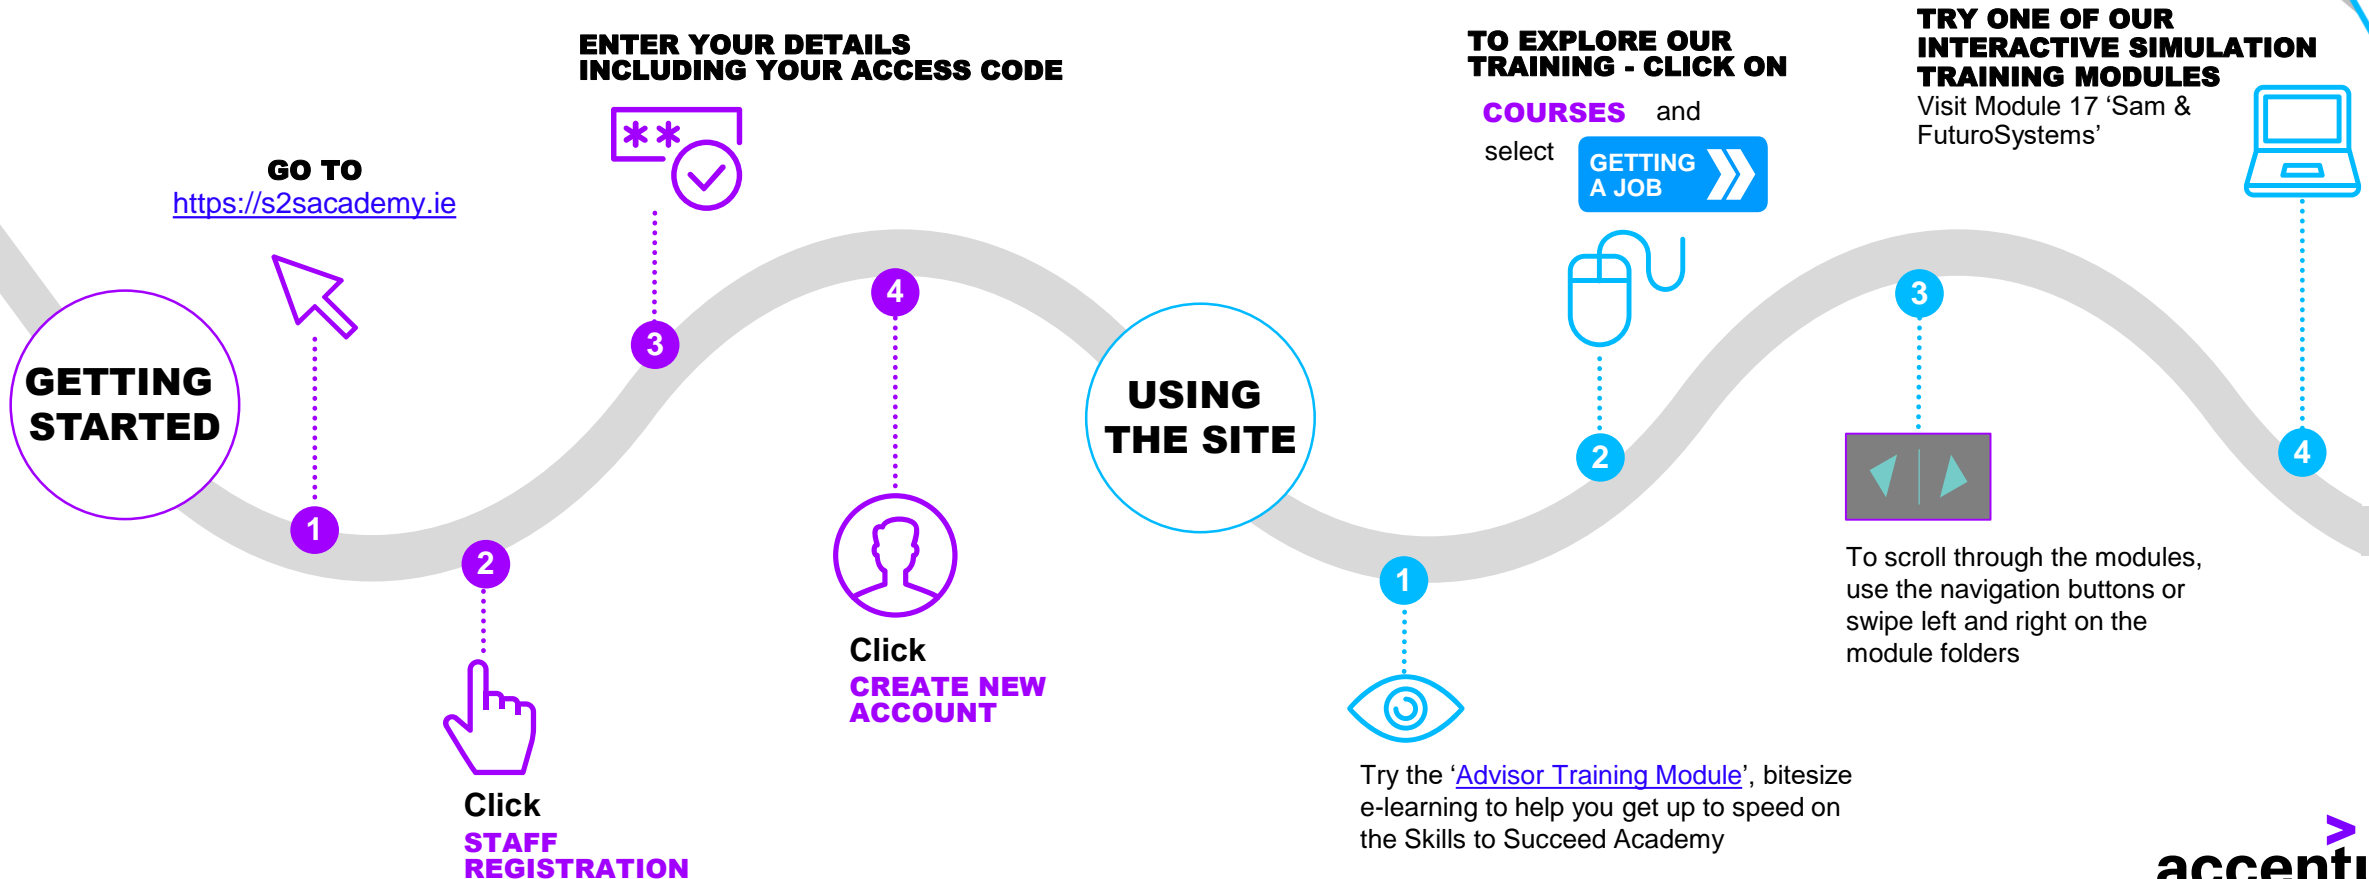 GETTING
STARTED
GO TO
https://s2sacademy.ie
1
2
Click
STAFF
REGISTRATION
ENTER YOUR DETAILS
INCLUDING YOUR ACCESS CODE
**
3
4
Click
CREATE NEW
ACCOUNT
USING
THE SITE
1
Try the ‘Advisor Training Module’, bitesize
e-learning to help you get up to speed on
the Skills to Succeed Academy
TO EXPLORE OUR
TRAINING - CLICK ON
COURSES and
select
GETTING
A JOB
2
3
To scroll through the modules,
use the navigation buttons or
swipe left and right on the
module folders
TRY ONE OF OUR
INTERACTIVE SIMULATION
TRAINING MODULES
Visit Module 17 ‘Sam &
FuturoSystems’
4
>
accentu